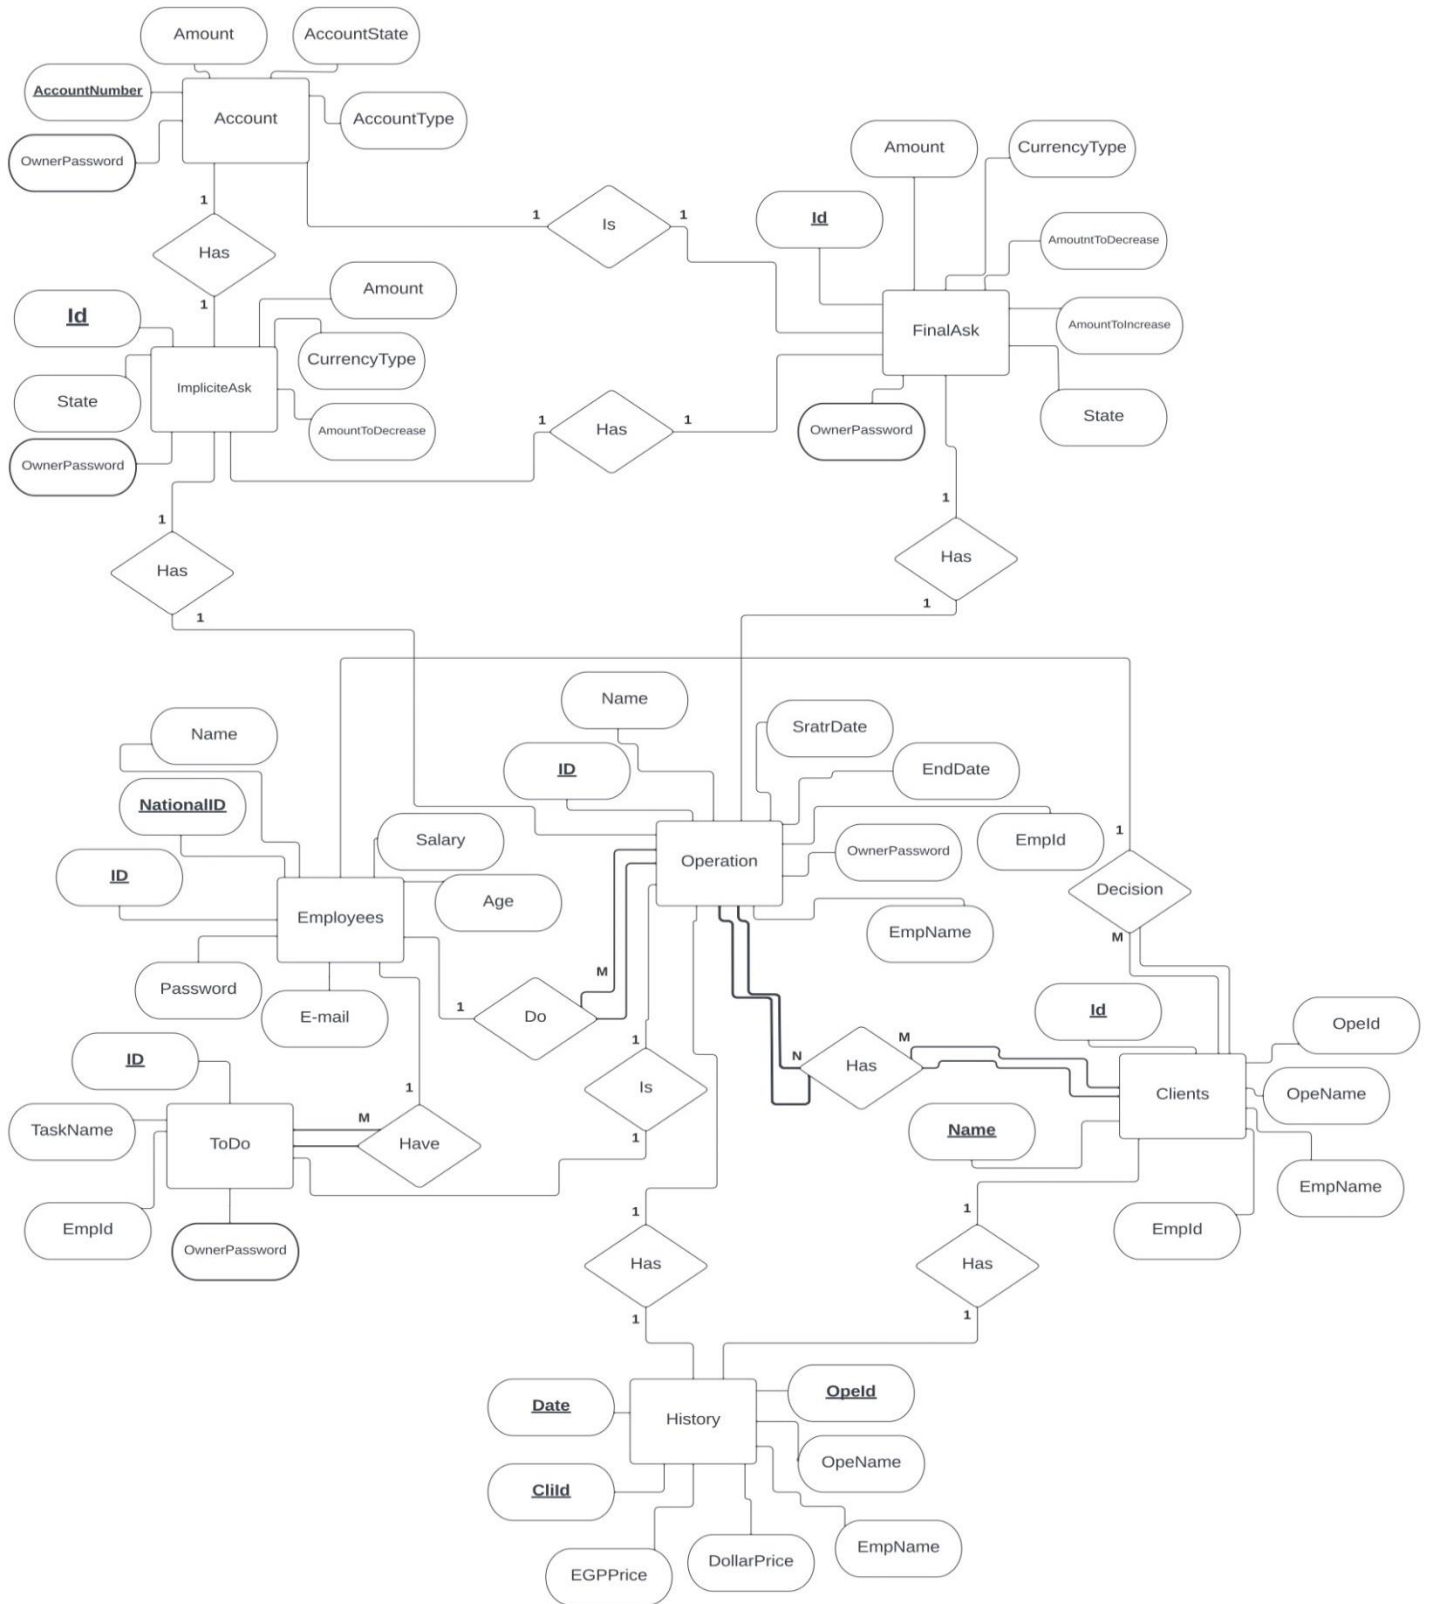 Amount
AccountState
AccountNumber
Account
AccountType
OwnerPassword
Amount
CurrencyType
1
1
Is
1
Id
Has
AmoutntToDecrease
1
Amount
Id
FinalAsk
AmountToIncrease
CurrencyType
ImpliciteAsk
State
AmountToDecrease
1
Has
1
OwnerPassword
State
OwnerPassword
1
1
Has
Has
1
1
Name
SratrDate
Name
ID
EndDate
NationalID
Salary
EmpId
1
Operation
OwnerPassword
ID
Employees
Age
Decision
EmpName
M
M
Password
E-mail
1
Do
Id
OpeId
ID
1
N
Has
M
Is
1
Clients
OpeName
TaskName
ToDo
M
Have
1
Name
EmpName
EmpId
OwnerPassword
EmpId
1
1
Has
Has
1
1
Date
OpeId
History
OpeName
CliId
EmpName
DollarPrice
EGPPrice